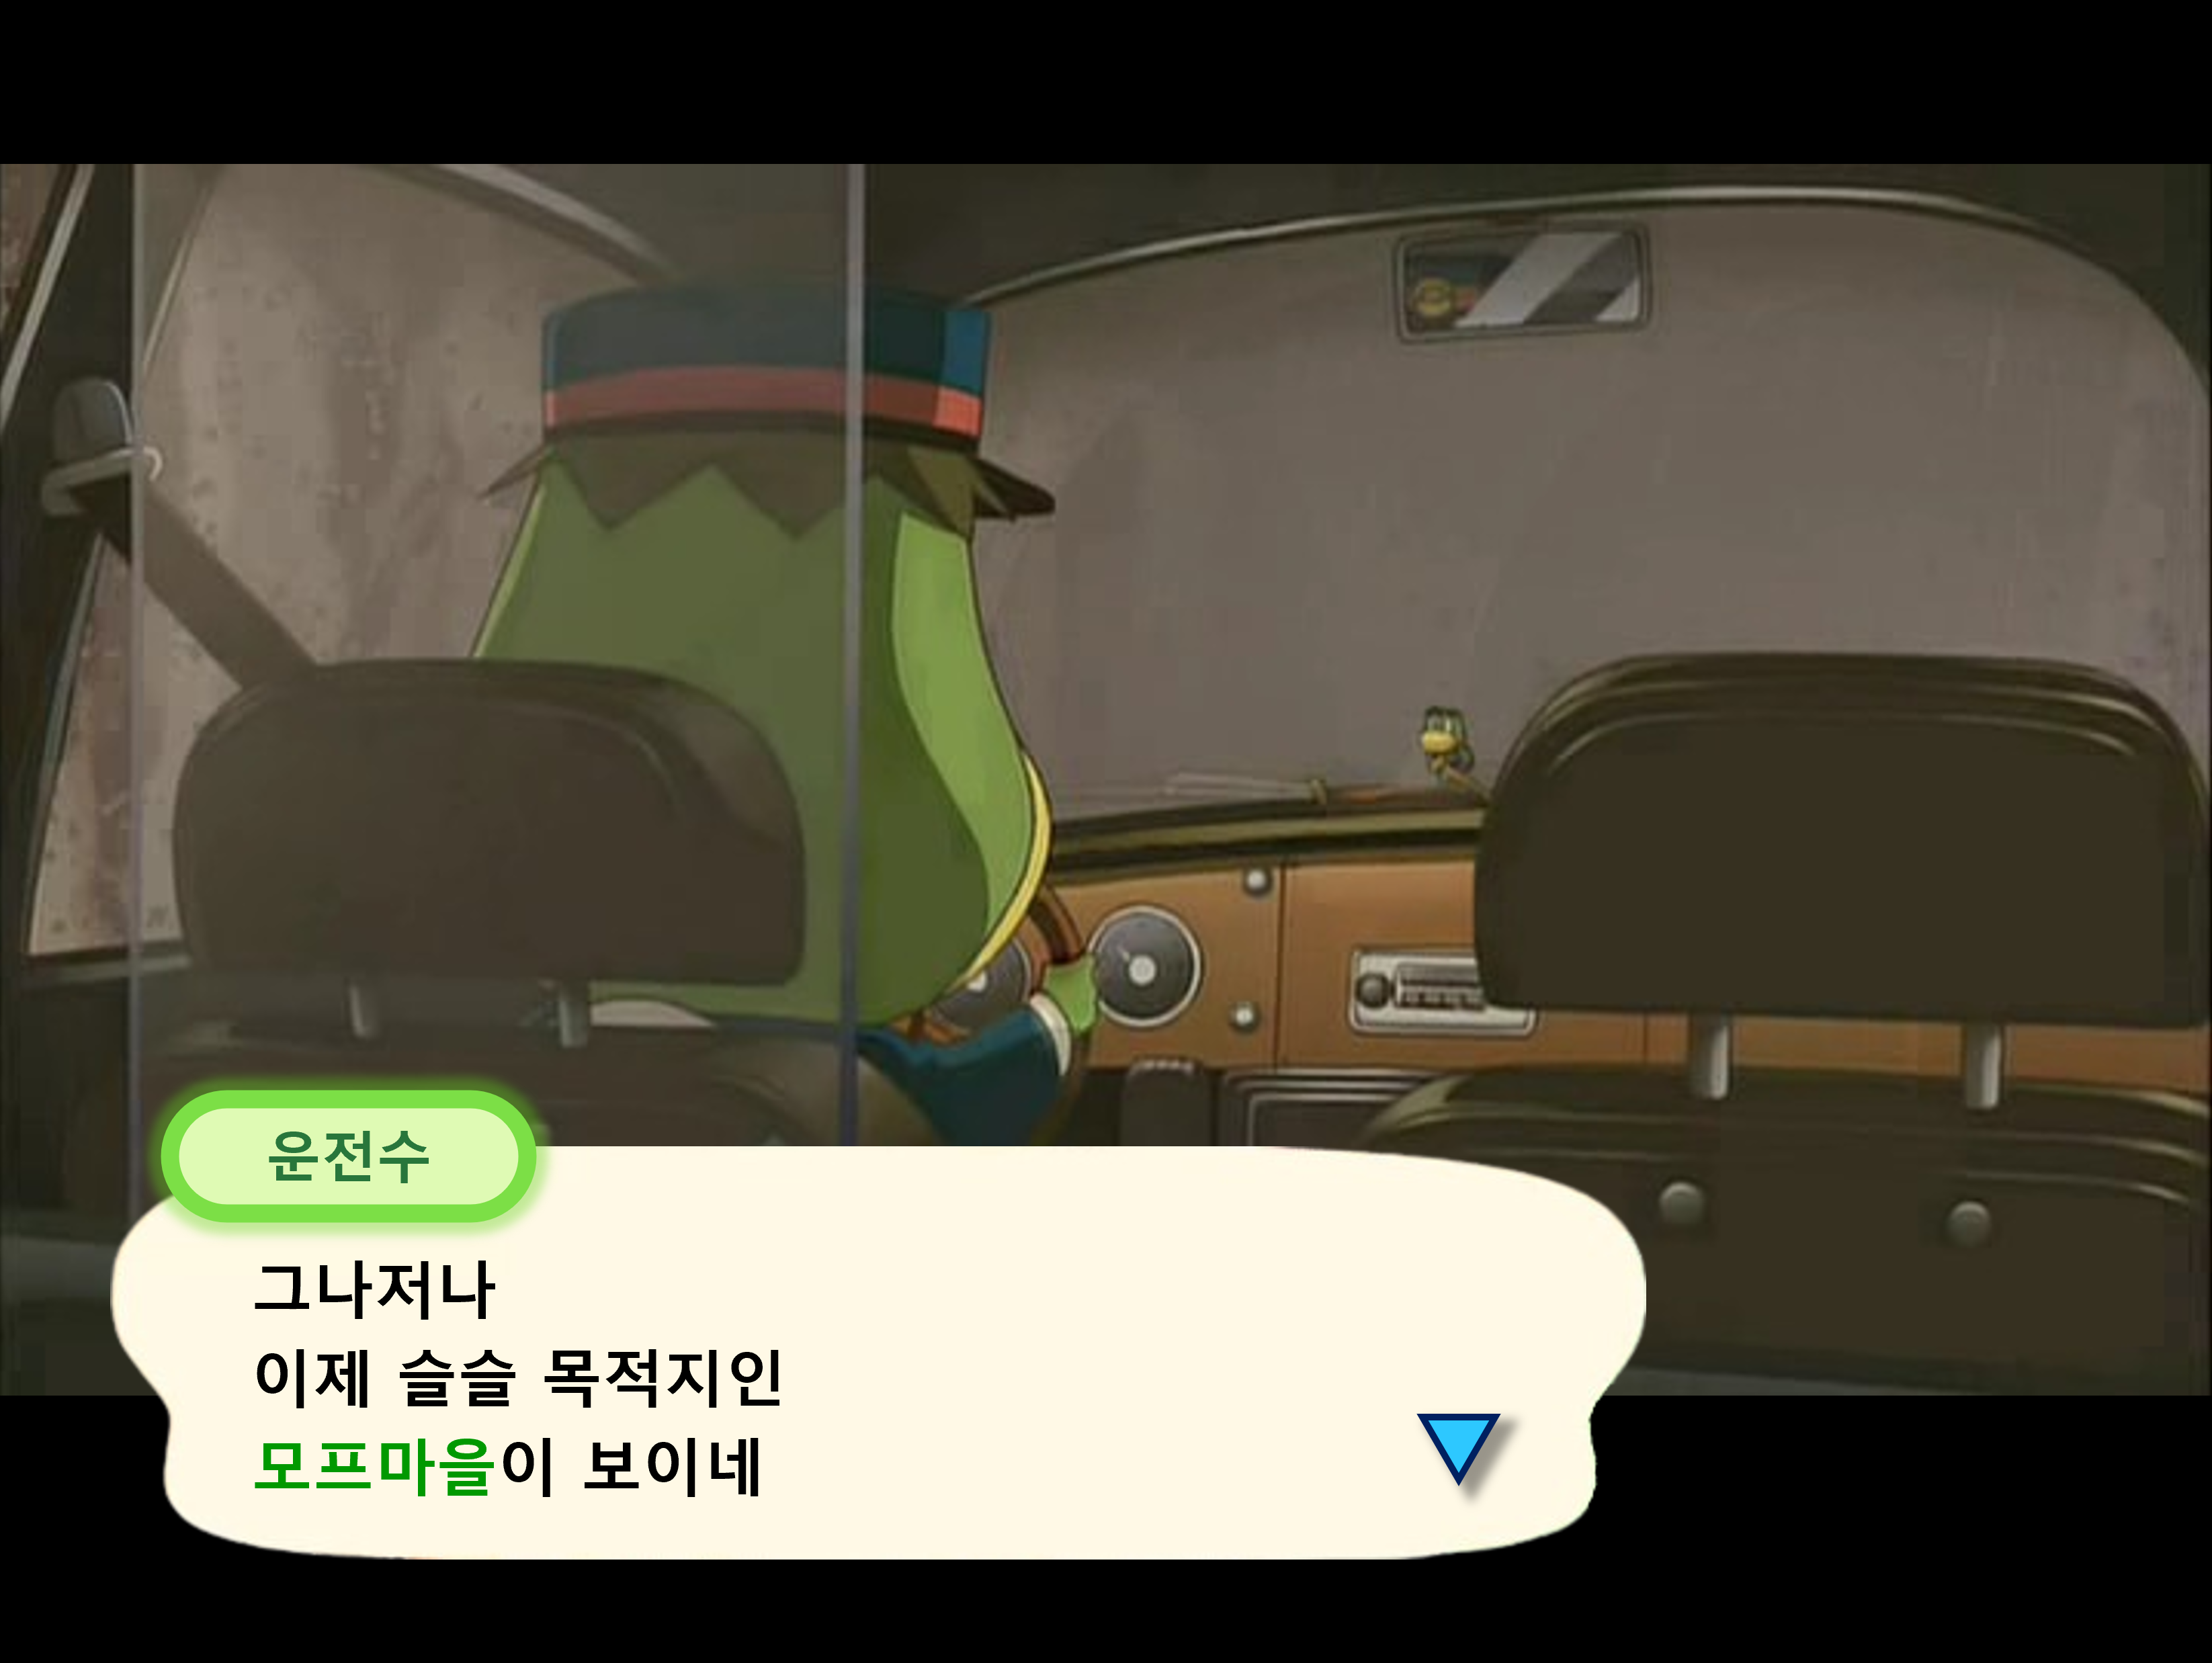 운전수
그나저나
이제 슬슬 목적지인
모프마을이 보이네